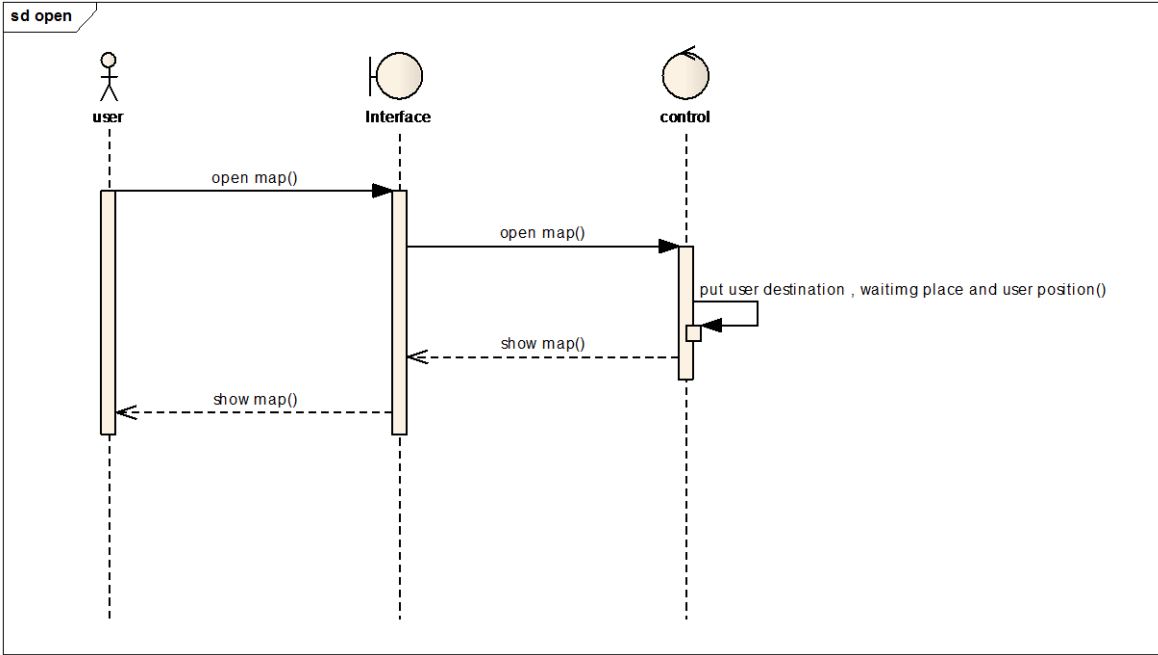 sd open
user
Interface
control
open map()
open map()
put user destination , waitimg place and user position()
show map()
show map()